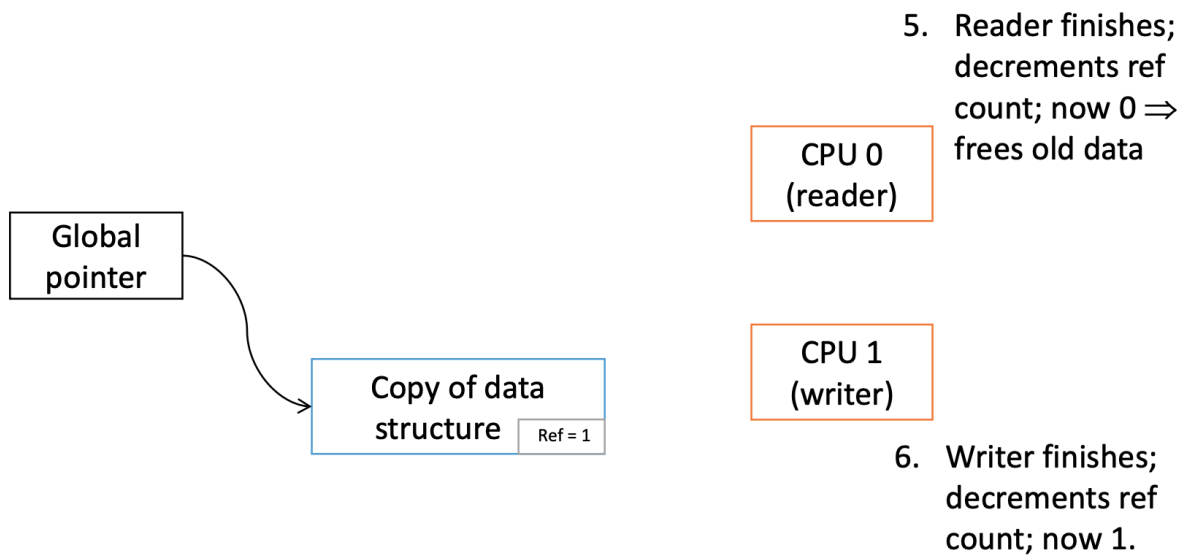 5. Reader finishes;
decrements ref
count; now 0 ⇒
frees old data
CPU 0
(reader)
Global
pointer
CPU 1
(writer)
Copy of data
structure
Ref = 1
6. Writer finishes;
decrements ref
count; now 1.